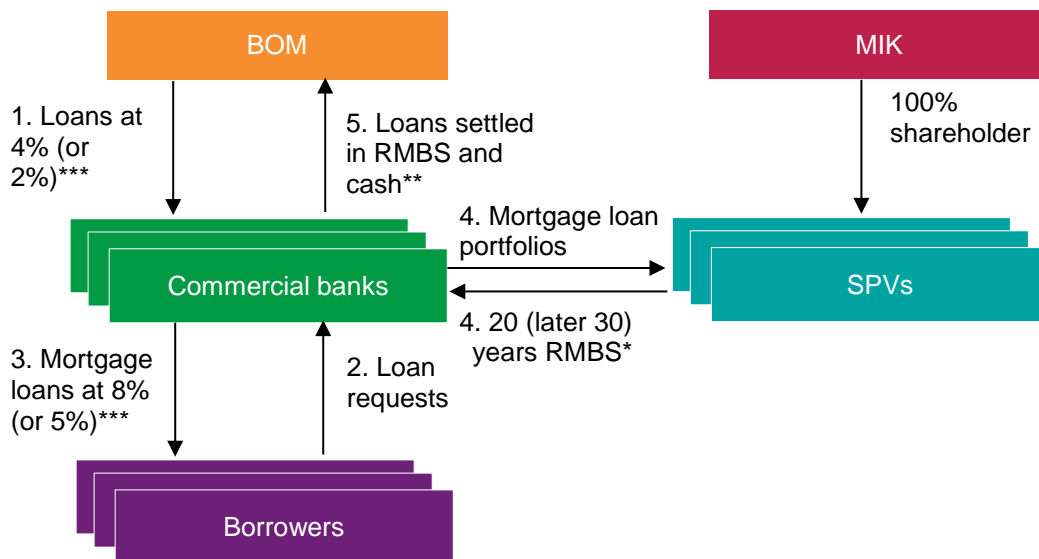 BOM
MIK
1. Loans at
4% (or
2%)***
5. Loans settled
in RMBS and
cash**
100%
shareholder
4. Mortgage loan
portfolios
Commercial banks
SPVs
4. 20 (later 30)
years RMBS*
3. Mortgage
loans at 8%
(or 5%)***
2. Loan
requests
Borrowers